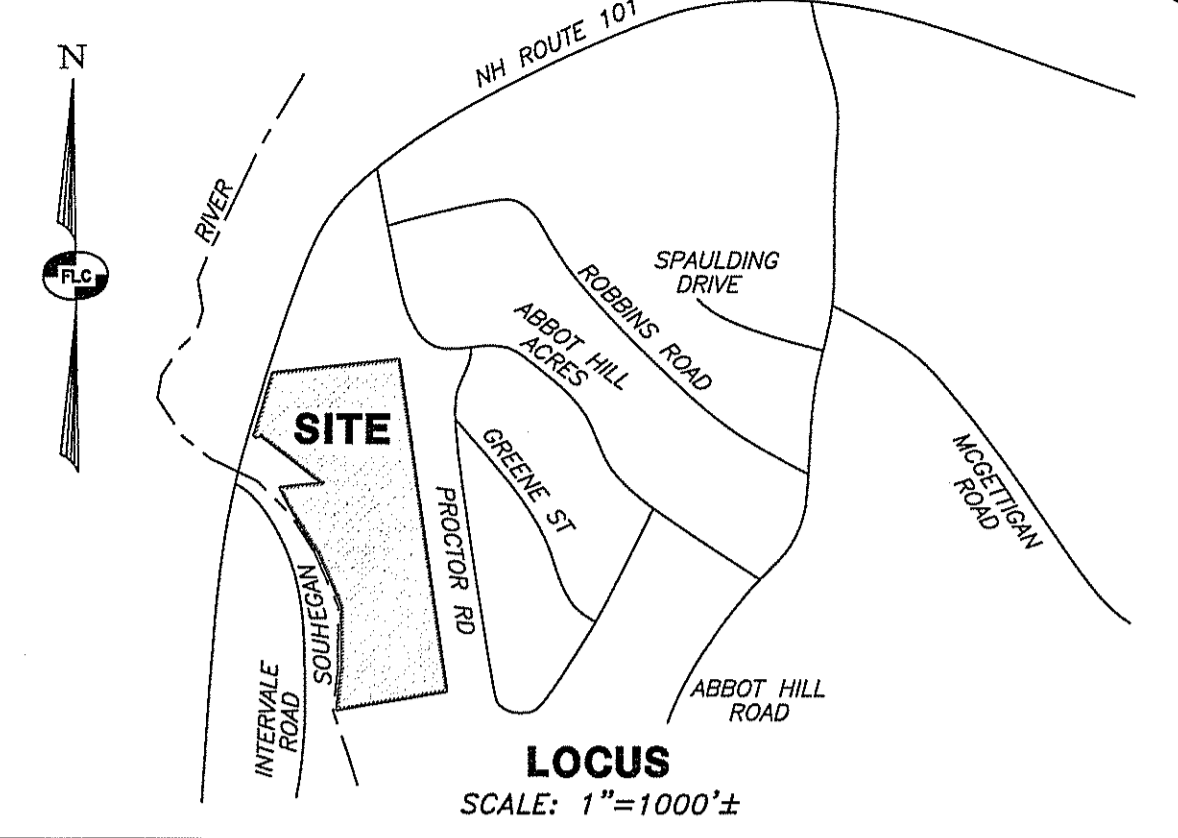 NH ROUTE 101
N
RIVER
FLC
SPAULDING
DRIVE
ROBBINS ROAD
ABBOT HILL
ACRES
SITE
GREENE ST
MCGETTIGAN
ROAD
PROCTOR RD
SOUHEGAN
INTERVALE
ROAD
ABBOT HILL
ROAD
LOCUS
SCALE: 1"=1000'±